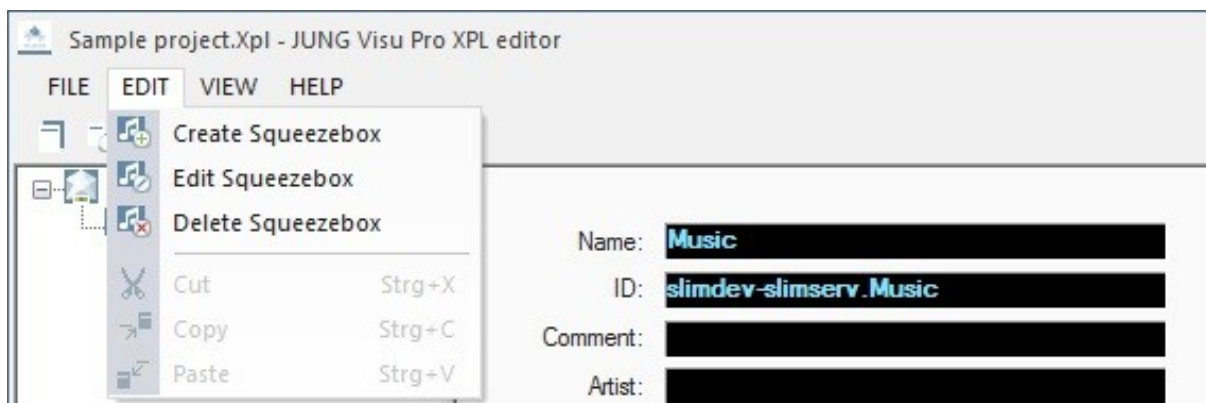 Sample project.Xpl - JUNG Visu Pro XPL editor
FILE EDIT VIEW HELP
Create Squeezebox
Edit Squeezebox
Delete Squeezebox
Cut Strg+X
Copy Strg+C
Paste Strg+V
Name: Music
ID: slimdev-slimserv.Music
Comment:
Artist: